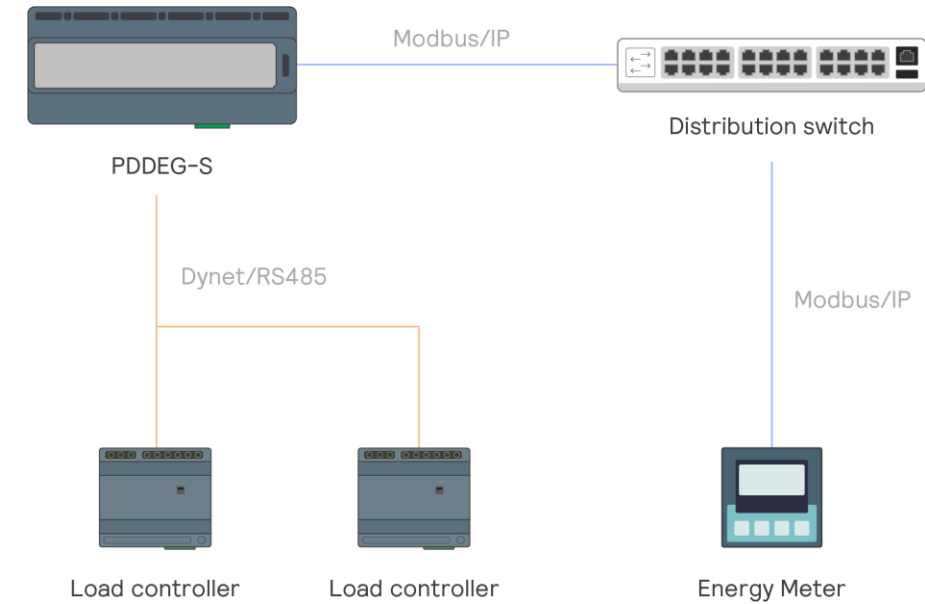 Modbus/IP
Distribution switch
PDDEG-S
Dynet/RS485
Modbus/IP
Load controller
Load controller
Energy Meter